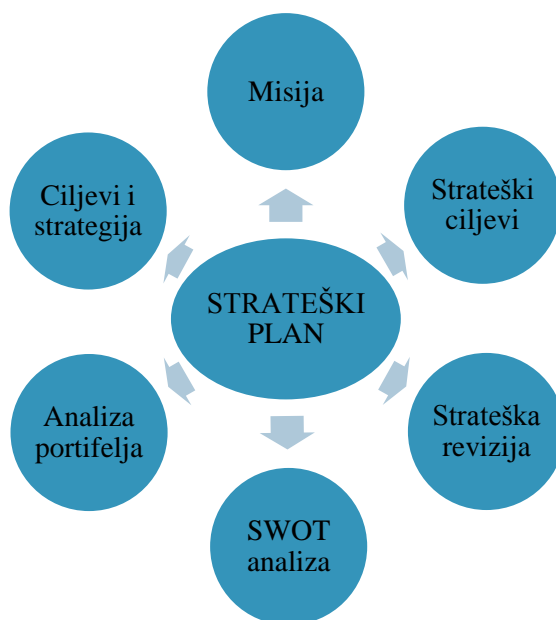 Misija
Strateški
ciljevi
Strateška
revizija
SWOT
analiza
Analiza
portifelja
Ciljevi i
strategija
STRATEŠKI
PLAN